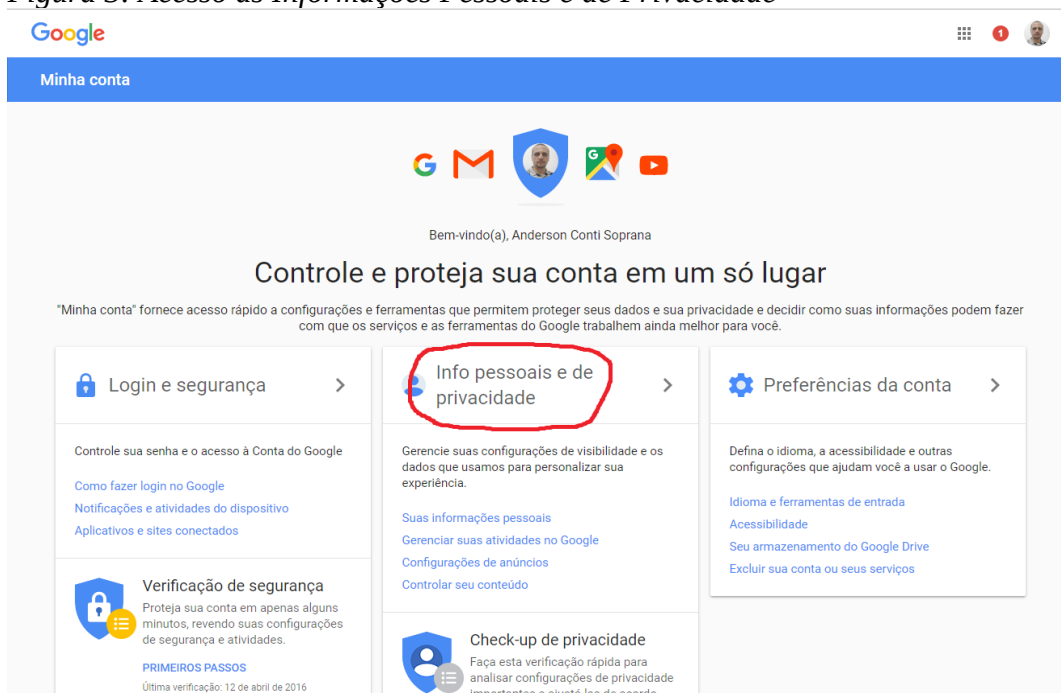 Figura 3: Acesso às Informações Pessoais e de Privacidade
Google
1
Minha conta
G
G
Bem-vindo(a), Anderson Conti Soprana
Controle e proteja sua conta em um só lugar
"Minha conta" fornece acesso rápido a configurações e ferramentas que permitem proteger seus dados e sua privacidade e decidir como suas informações podem fazer
com que os serviços e as ferramentas do Google trabalhem ainda melhor para você.
Login e segurança
Controle sua senha e o acesso à Conta do Google
Como fazer login no Google
Notificações e atividades do dispositivo
Aplicativos e sites conectados
Verificação de segurança
Proteja sua conta em apenas alguns
minutos, revendo suas configurações
de segurança e atividades.
PRIMEIROS PASSOS
Última verificação: 12 de abril de 2016
Info pessoais e de
privacidade
Gerencie suas configurações de visibilidade e os
dados que usamos para personalizar sua
experiência.
Suas informações pessoais
Gerenciar suas atividades no Google
Configurações de anúncios
Controlar seu conteúdo
Check-up de privacidade
Faça esta verificação rápida para
analisar configurações de privacidade
Preferências da conta
Defina o idioma, a acessibilidade e outras
configurações que ajudam você a usar o Google.
Idioma e ferramentas de entrada
Acessibilidade
Seu armazenamento do Google Drive
Excluir sua conta ou seus serviços